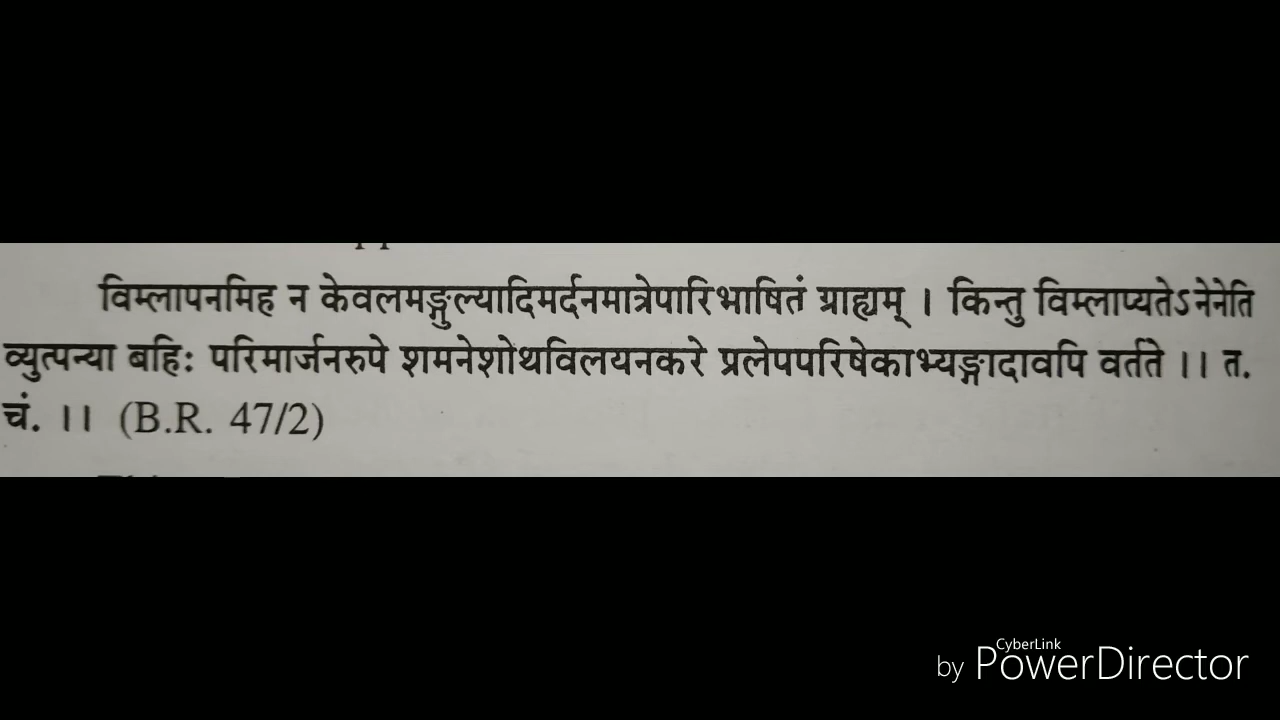 विम्लापनमिह न केवलमङ्गुल्यादिमर्दनमात्रेपारिभाषितं ग्राह्यम् । किन्तु विम्लाप्यतेऽनेनेति
व्युत्पन्या बहिः परिमार्जनरुपे शमनेशोथविलयनकरे प्रलेपपरिषेकाभ्यङ्गादावपि वर्तते ।। त.
चं. ।। (B.R. 47/2)
CyberLink
by PowerDirector